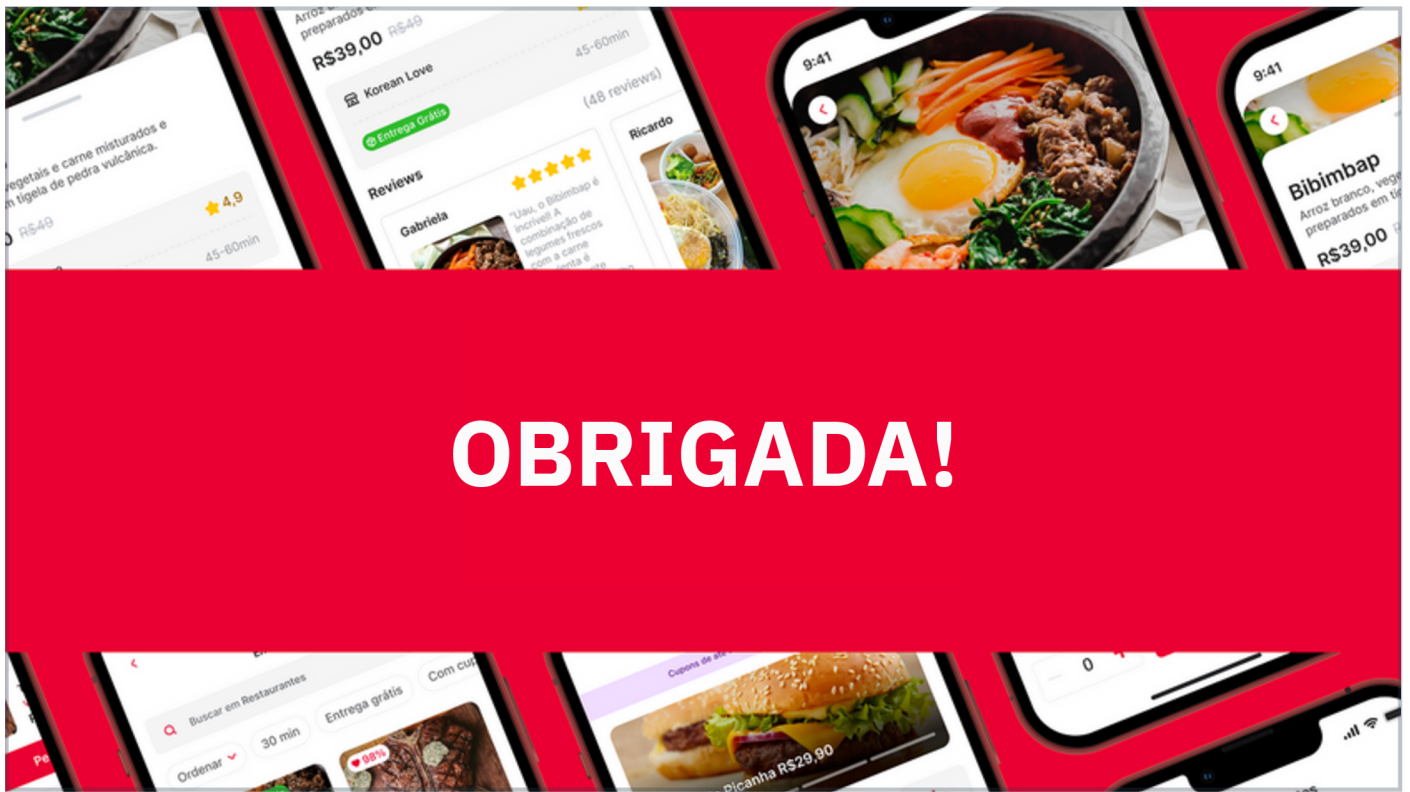 vegetais e carne misturados e
tigela de pedra vulcânica.
R$49
4,9
45-60min
Arroz
preparados
R$39,00 R$49
Korean Love
45-60min
Entrega Grátis
(48 reviews)
Reviews
Gabriela
"Uau, o Bibimbap é
incrível! A
combinação de
legumes frescos
com a carne
é
Ricardo
9:41
9:41
Bibimbap
Arroz branco,
preparados em
R$39,00
OBRIGADA!
Buscar em Restaurantes
Ordenar
30 min
Entrega grátis
Com
98%
Cupons de até
Picanha R$29,90
0